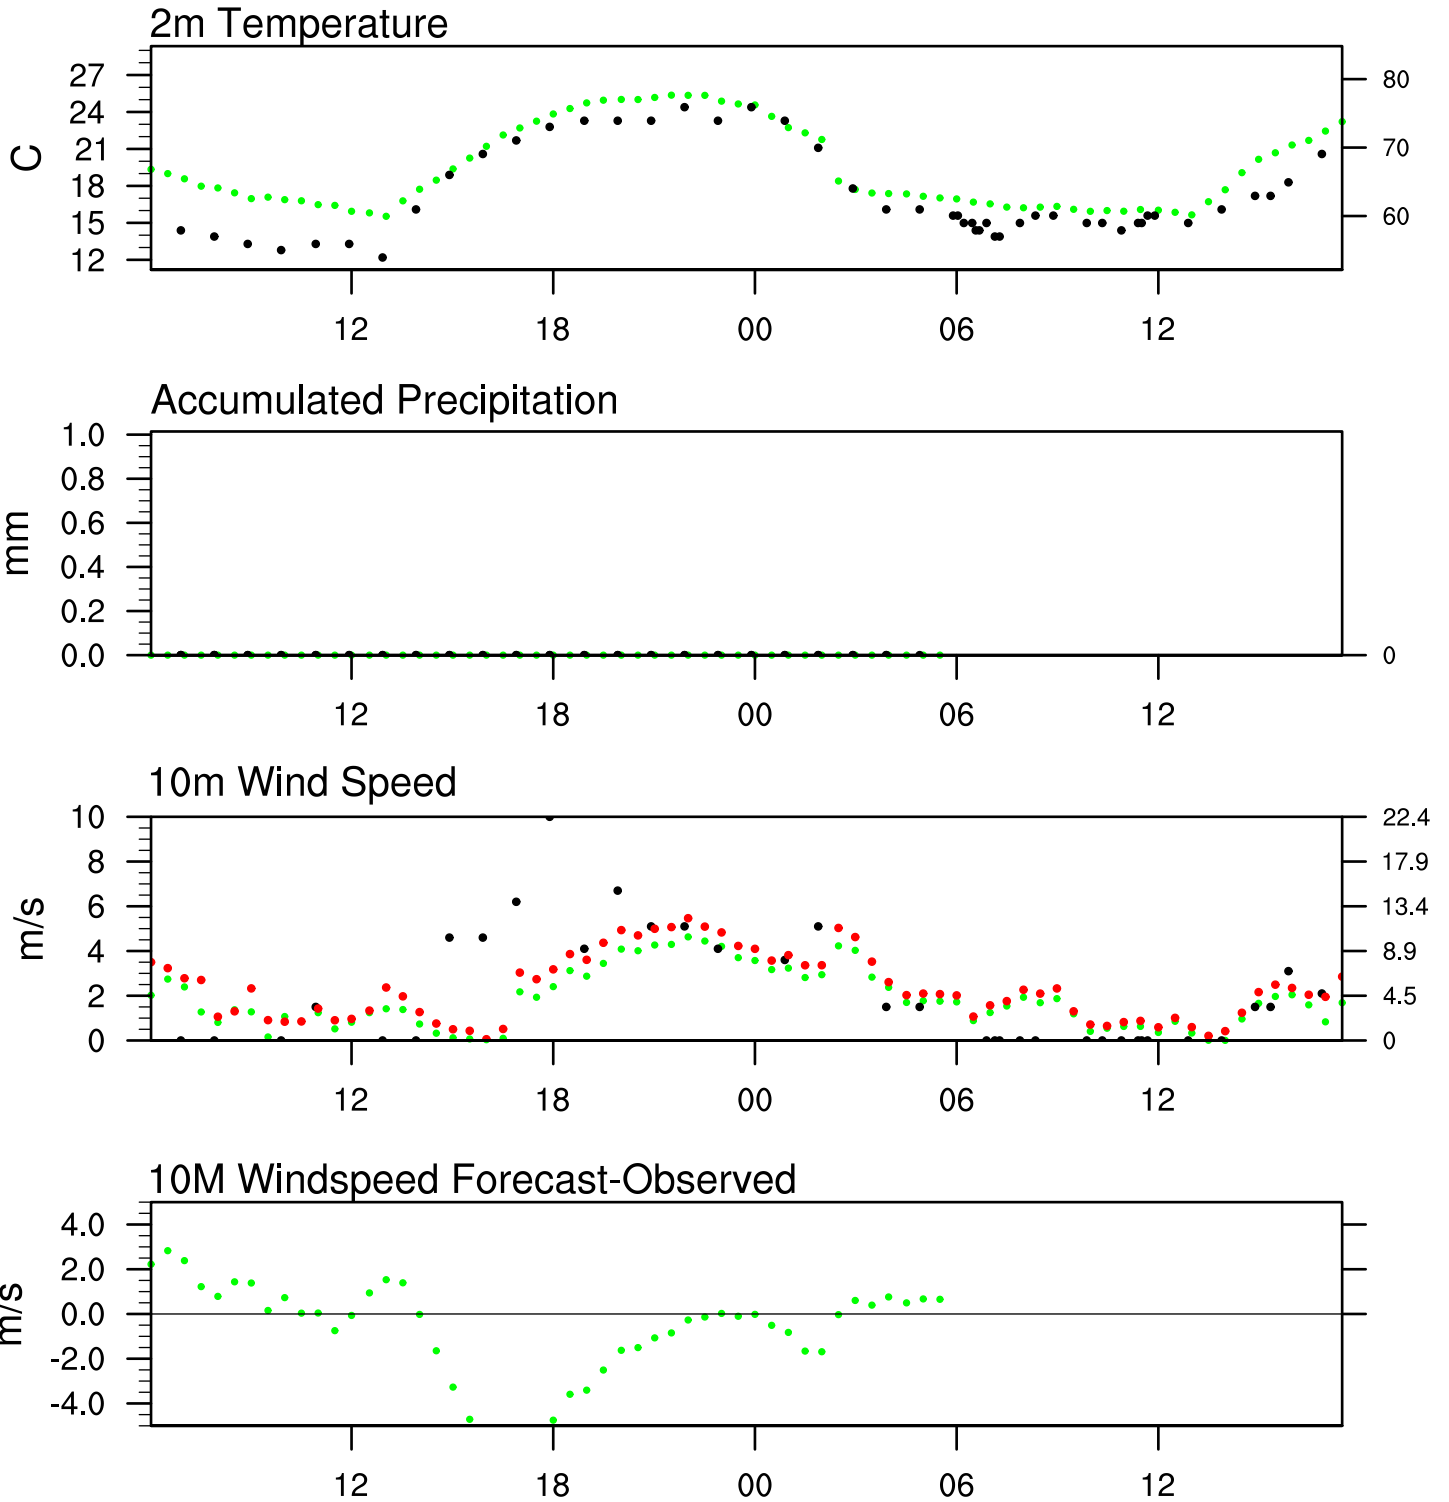 2m Temperature
27
24
21
18
15
12
C
80
70
60
12 18 00 06 12
Accumulated Precipitation
1.0
0.8
0.6
0.4
0.2
0.0
mm
0
12 18 00 06 12
10m Wind Speed
10
8
6
4
2
0
m/s
22.4
17.9
13.4
8.9
4.5
0
12 18 00 06 12
10M Windspeed Forecast-Observed
4.0
2.0
0.0
-2.0
-4.0
m/s
12 18 00 06 12